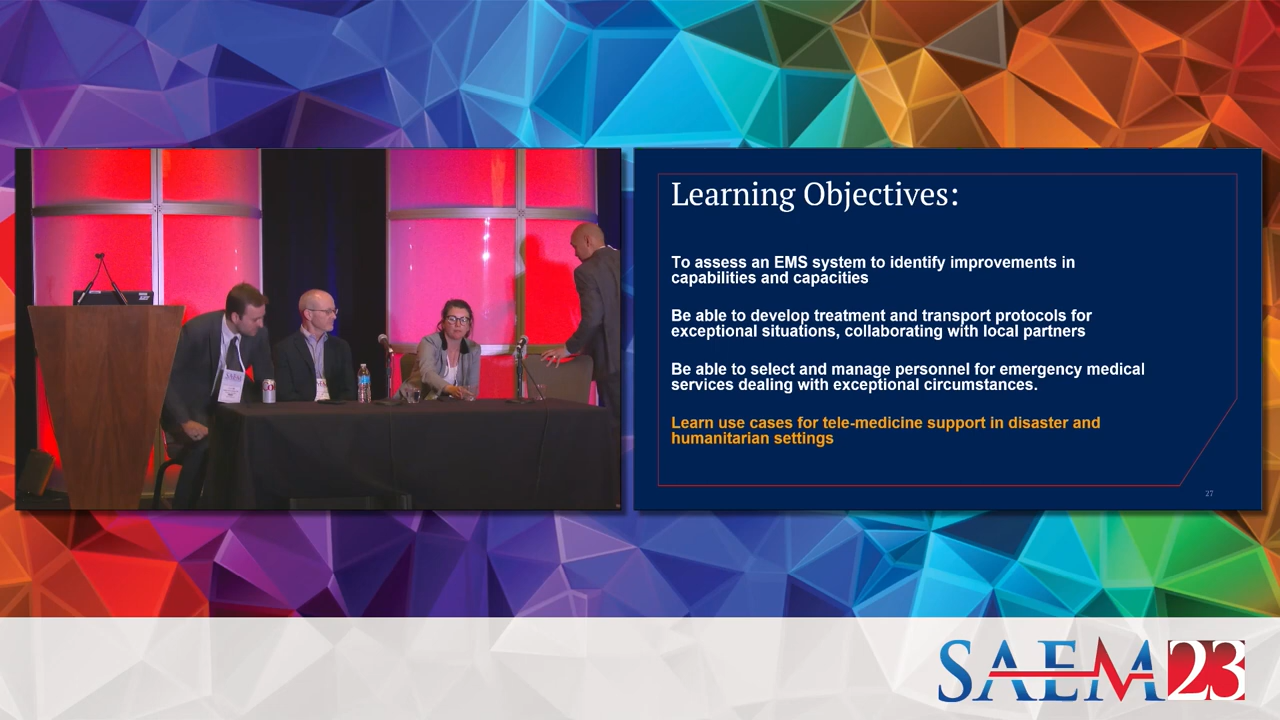 Learning Objectives:
To assess an EMS system to identify improvements in
capabilities and capacities
Be able to develop treatment and transport protocols for
exceptional situations, collaborating with local partners
Be able to select and manage personnel for emergency medical
services dealing with exceptional circumstances.
Learn use cases for tele-medicine support in disaster and
humanitarian settings
27
SAEM
SAEM23